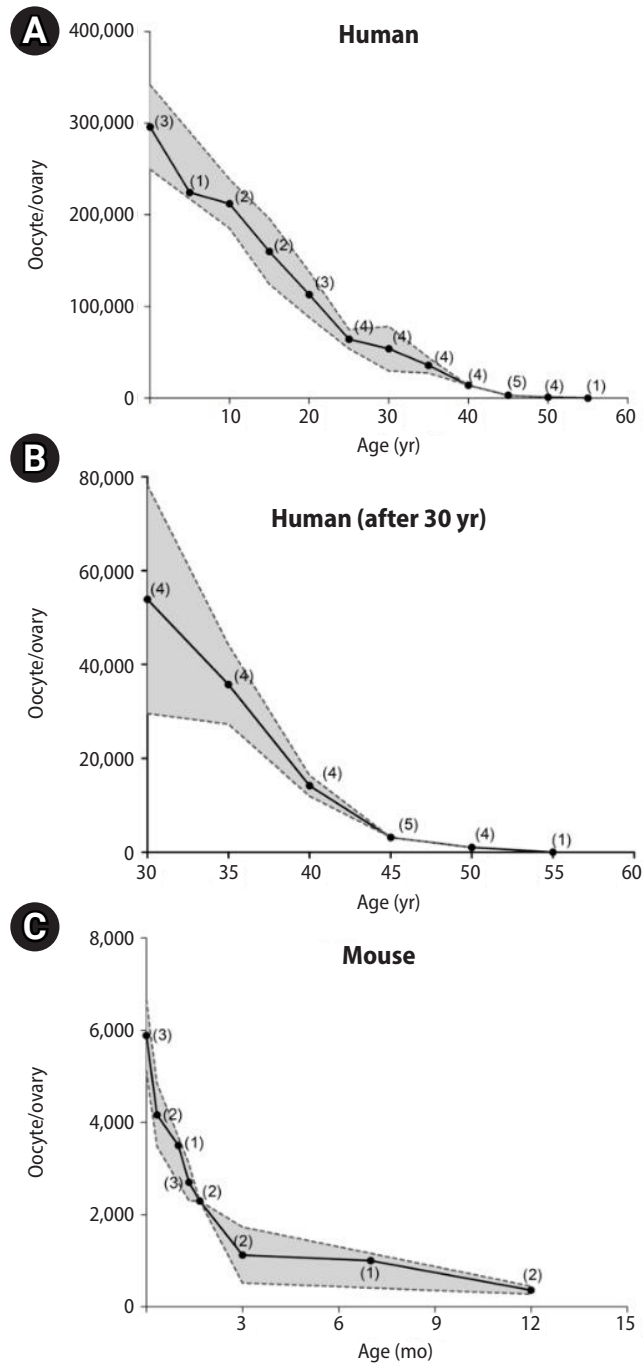 A
Human
400,000
300,000
200,000
100,000
0
Oocyte/ovary
(3)
(1)
(2)
(2)
(3)
(4)
(4)
(4)
(4)
(5)
(4)
(1)
10 20 30 40 50 60
Age (yr)
B
Human (after 30 yr)
80,000
60,000
40,000
20,000
0
Oocyte/ovary
(4)
(4)
(4)
(5)
(4)
(1)
30 35 40 45 50 55 60
Age (yr)
C
Mouse
8,000
6,000
4,000
2,000
0
Oocyte/ovary
(3)
(2)
(1)
(3)
(2)
(2)
(1)
(2)
3 6 9 12 15
Age (mo)